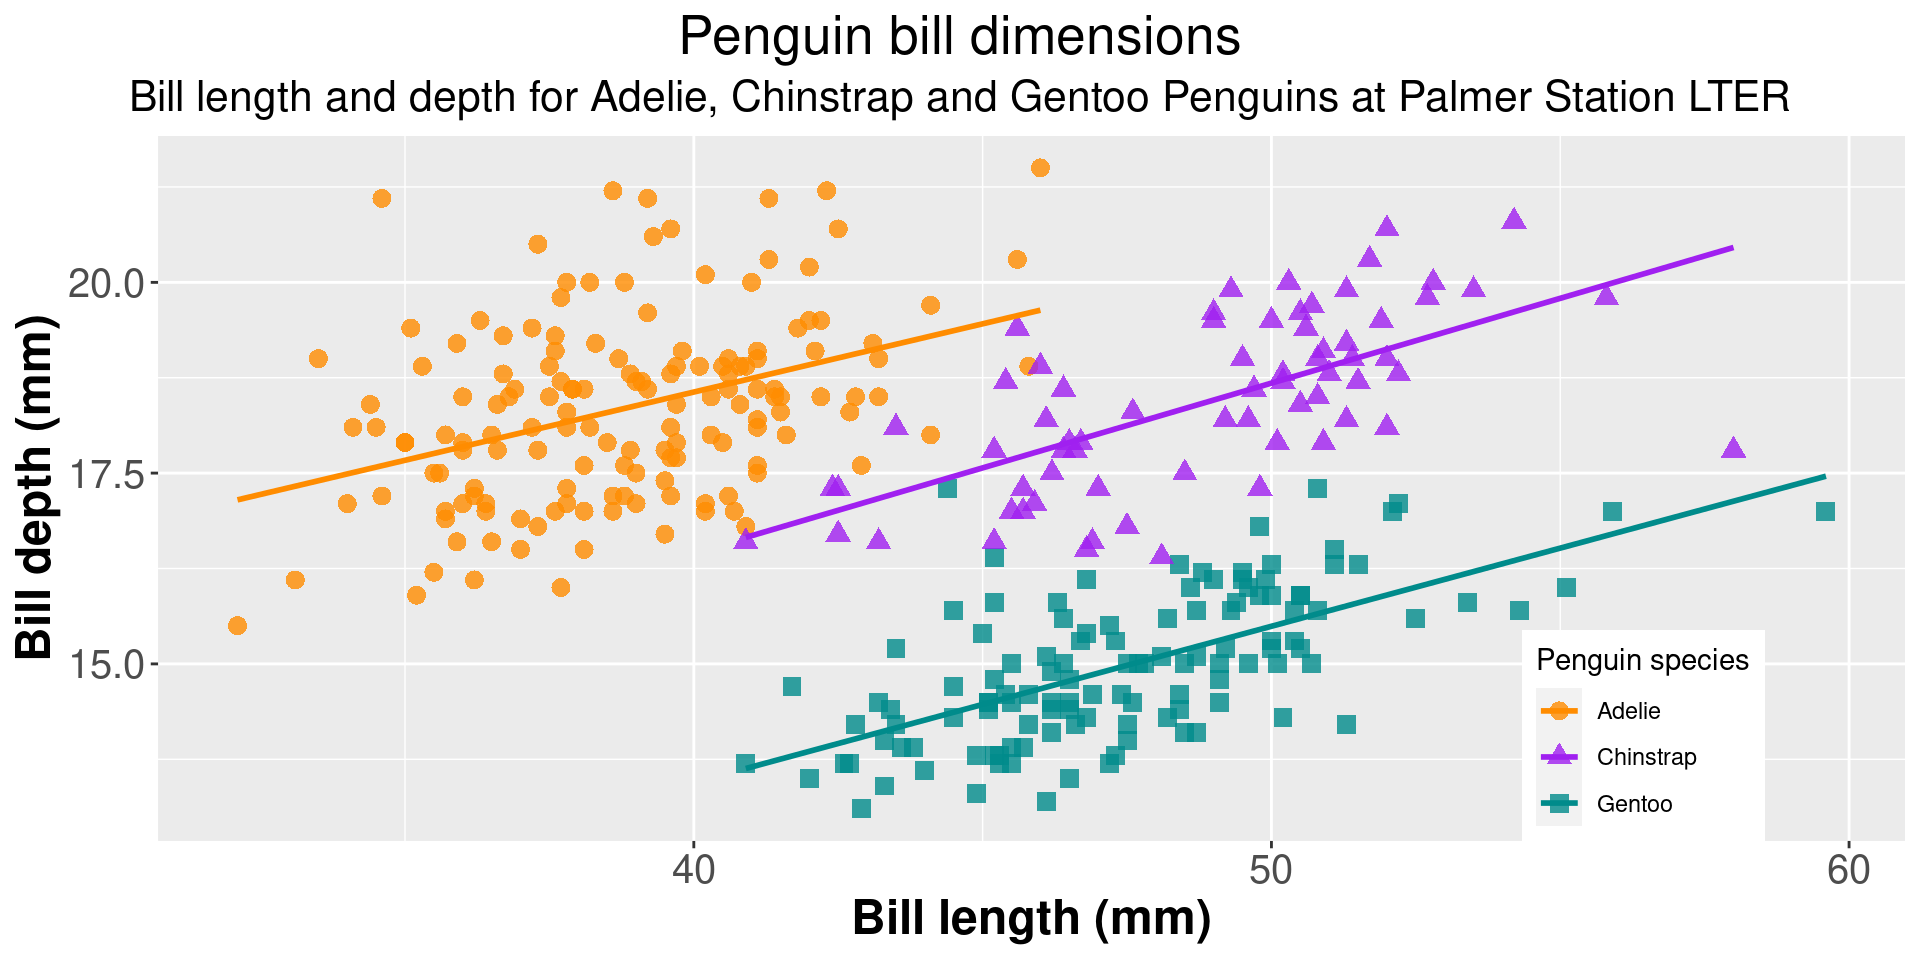 Penguin bill dimensions
Bill length and depth for Adelie, Chinstrap and Gentoo Penguins at Palmer Station LTER
Bill depth (mm)
20.0
17.5
15.0
Penguin species
Adelie
Chinstrap
Gentoo
40 50 60
Bill length (mm)